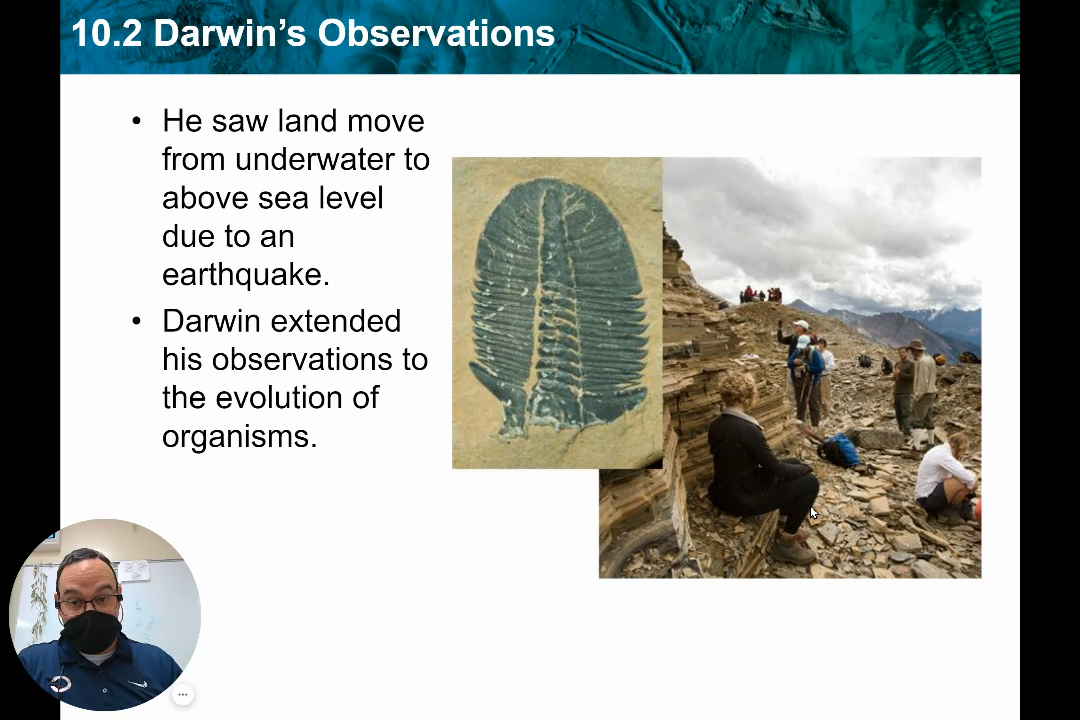 10.2 Darwin's Observations
• He saw land move
from underwater to
above sea level
due to an
earthquake.
• Darwin extended
his observations to
the evolution of
organisms.